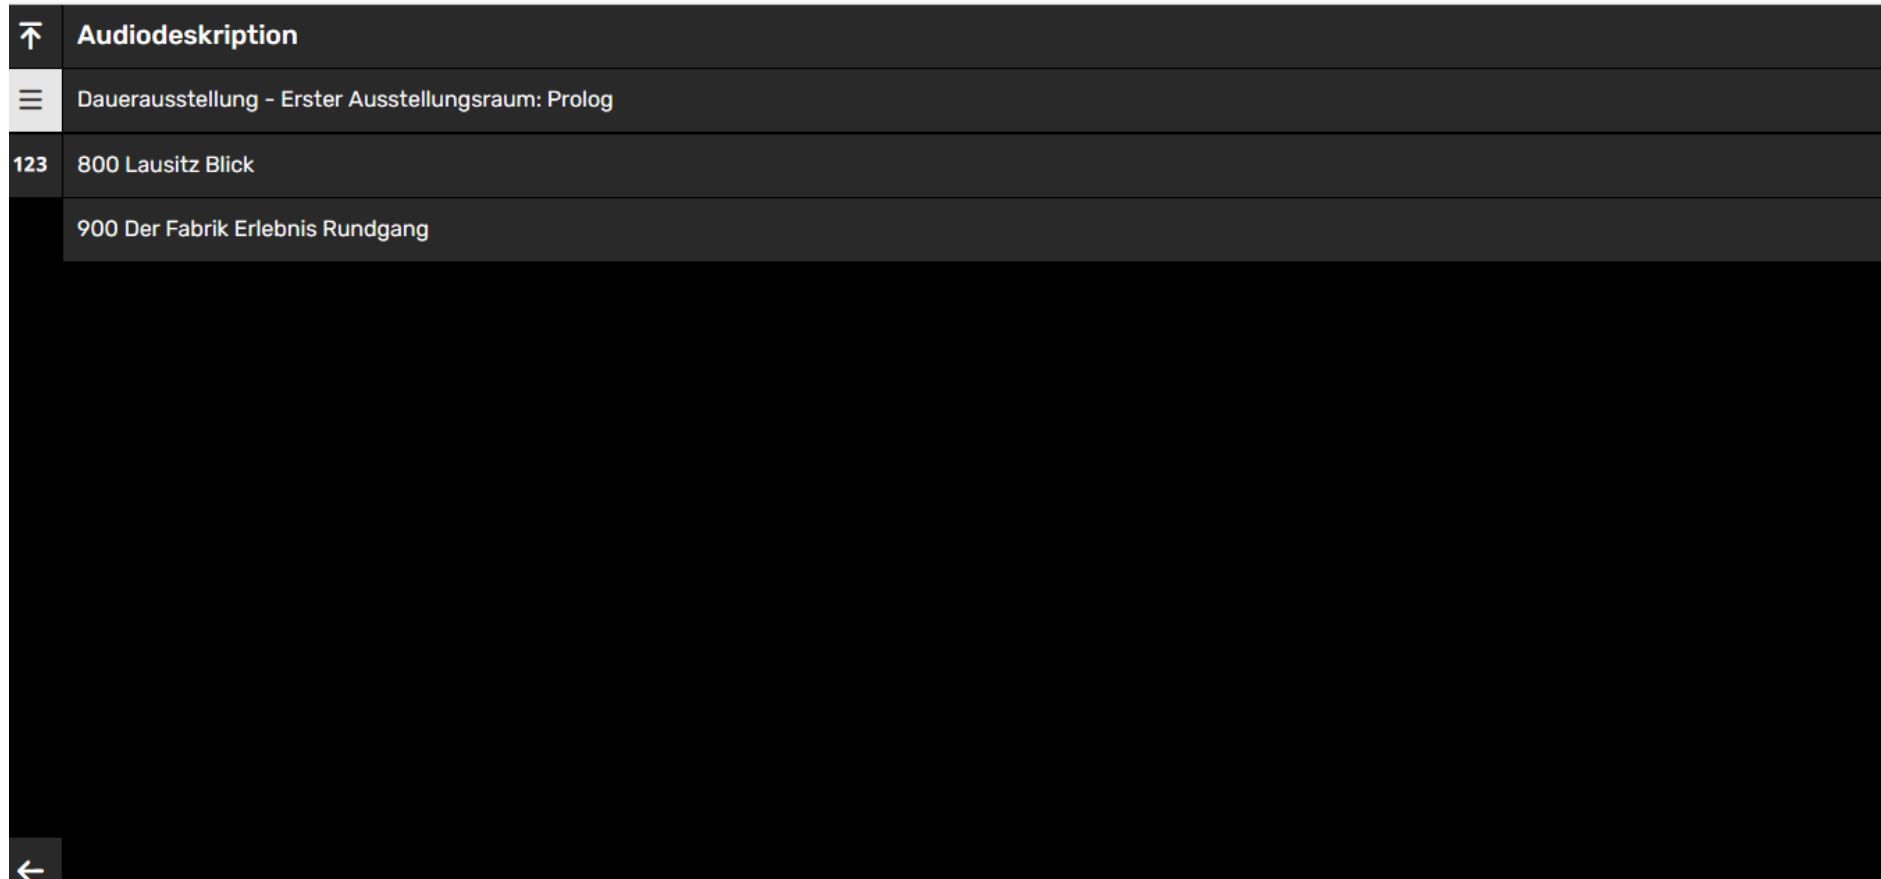 Audiodeskription
Dauerausstellung - Erster Ausstellungsraum: Prolog
123
800 Lausitz Blick
900 Der Fabrik Erlebnis Rundgang